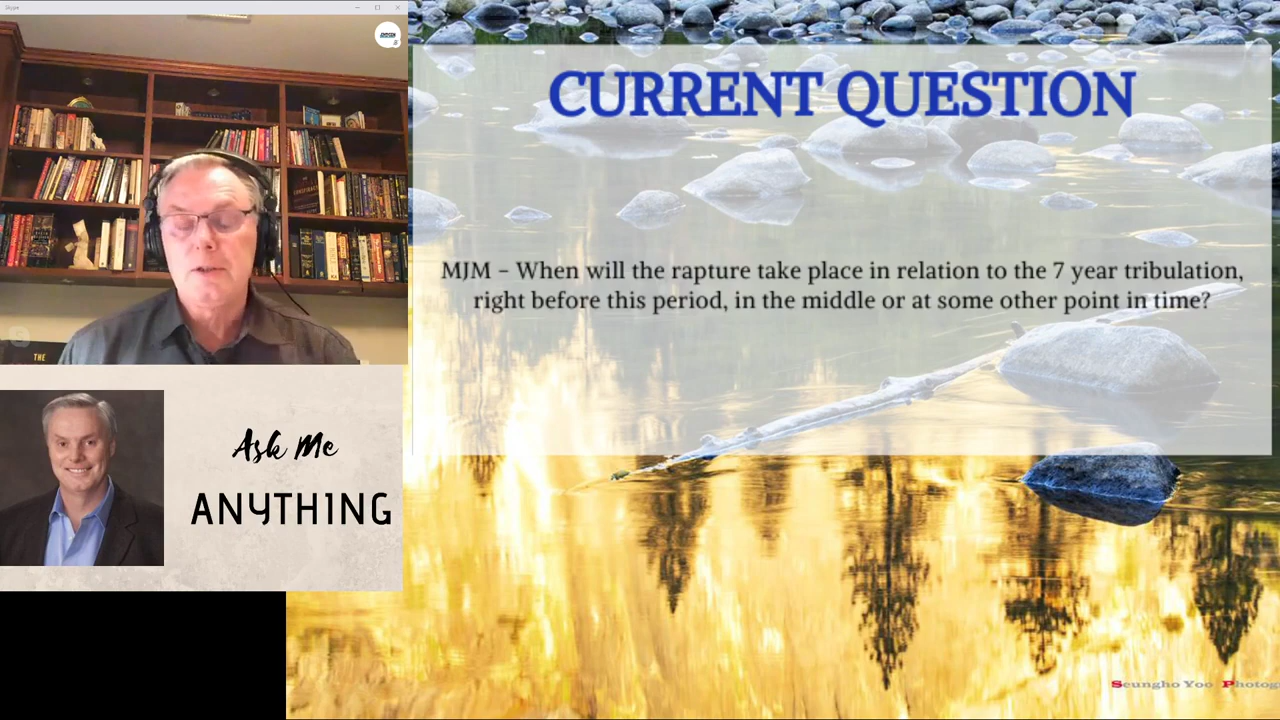 Skype
CURRENT QUESTION
MJM – When will the rapture take place in relation to the 7 year tribulation,
right before this period, in the middle or at some other point in time?
THE
Ask Me
ANYTHING
Seungho Yoo Photog